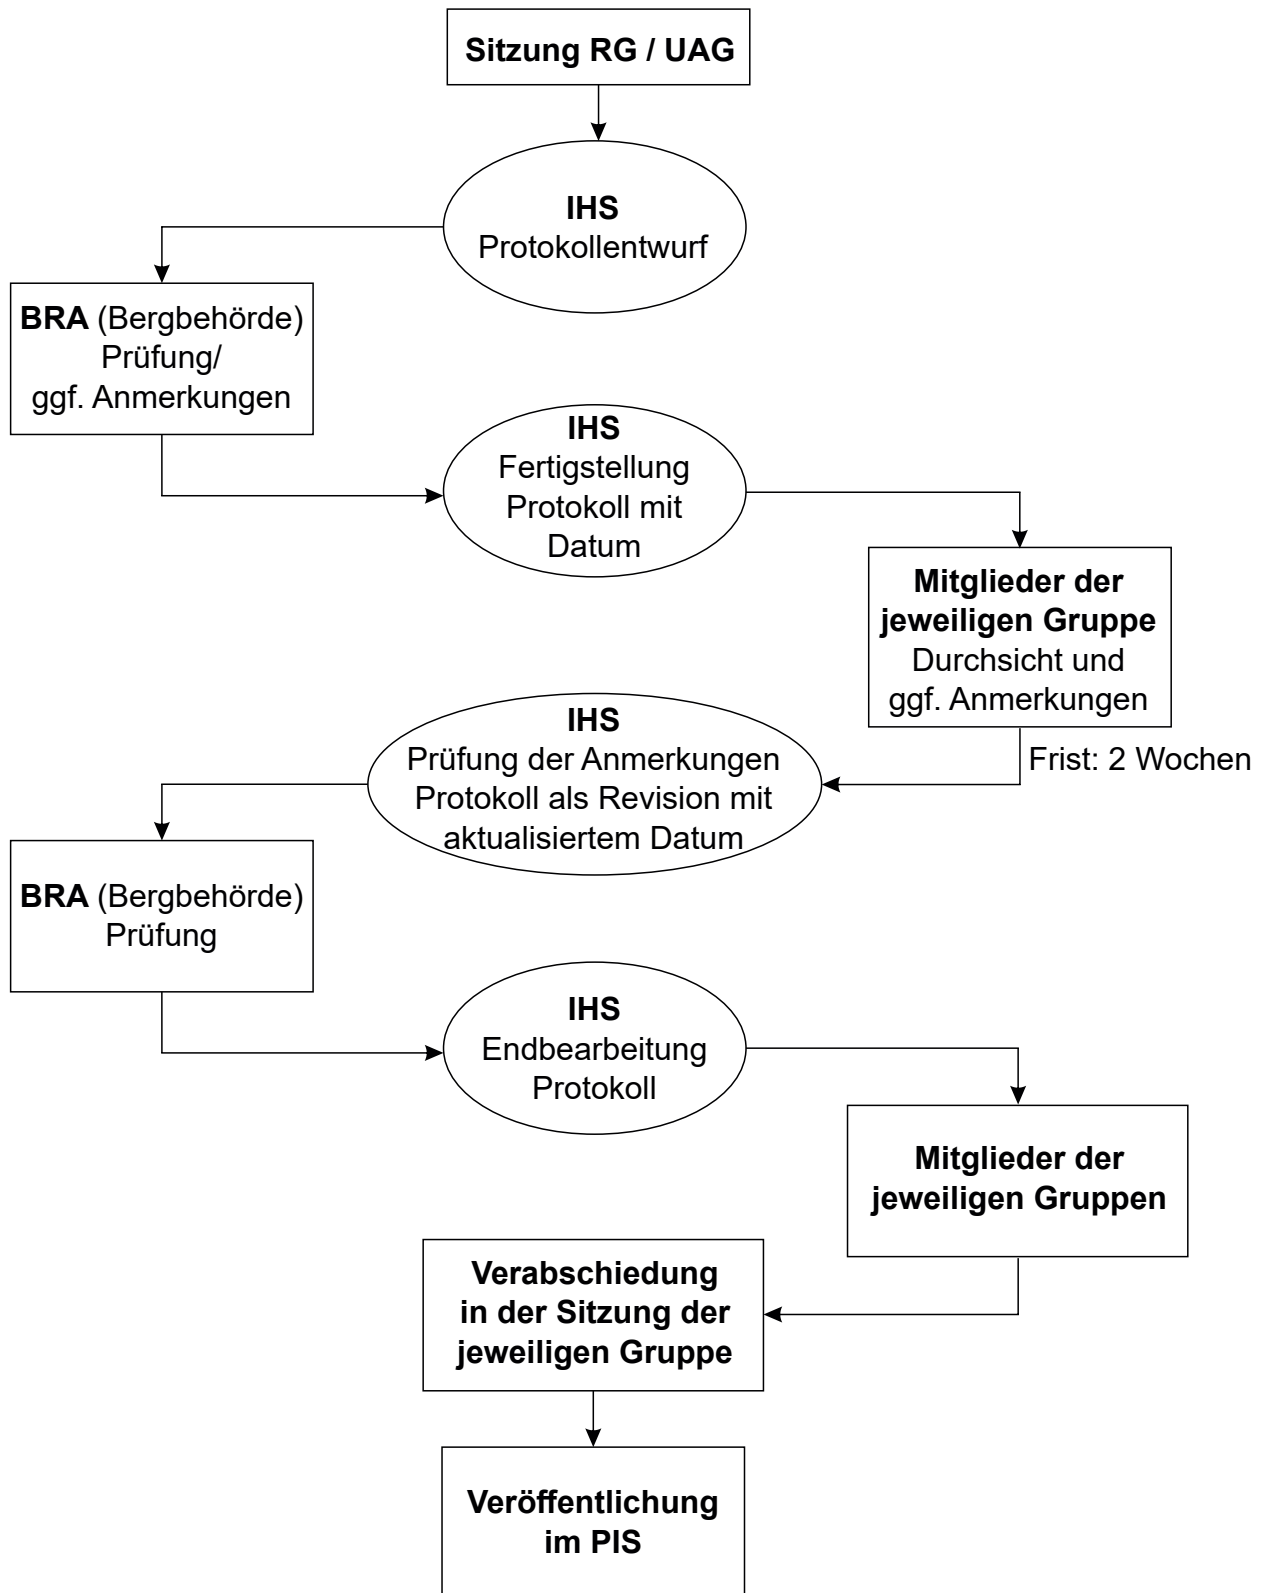 Sitzung RG / UAG
IHS
Protokollentwurf
BRA (Bergbehörde)
Prüfung/
ggf. Anmerkungen
IHS
Fertigstellung
Protokoll mit
Datum
Mitglieder der
jeweiligen Gruppe
Durchsicht und
ggf. Anmerkungen
Frist: 2 Wochen
IHS
Prüfung der Anmerkungen
Protokoll als Revision mit
aktualisiertem Datum
BRA (Bergbehörde)
Prüfung
IHS
Endbearbeitung
Protokoll
Mitglieder der
jeweiligen Gruppen
Verabschiedung
in der Sitzung der
jeweiligen Gruppe
Veröffentlichung
im PIS